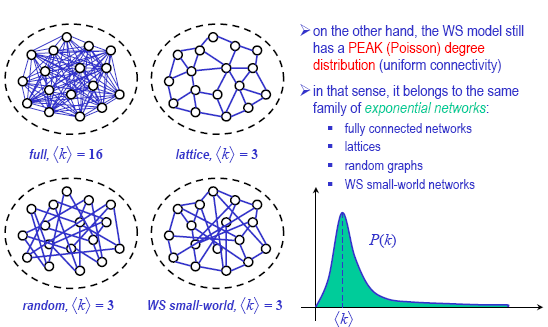 full, ⟨k⟩ = 16
lattice, ⟨k⟩ = 3
random, ⟨k⟩ = 3
WS small-world, ⟨k⟩ = 3
➢ on the other hand, the WS model still
has a PEAK (Poisson) degree
distribution (uniform connectivity)
➢ in that sense, it belongs to the same
family of exponential networks:
▪ fully connected networks
▪ lattices
▪ random graphs
▪ WS small-world networks
P(k)
⟨k⟩